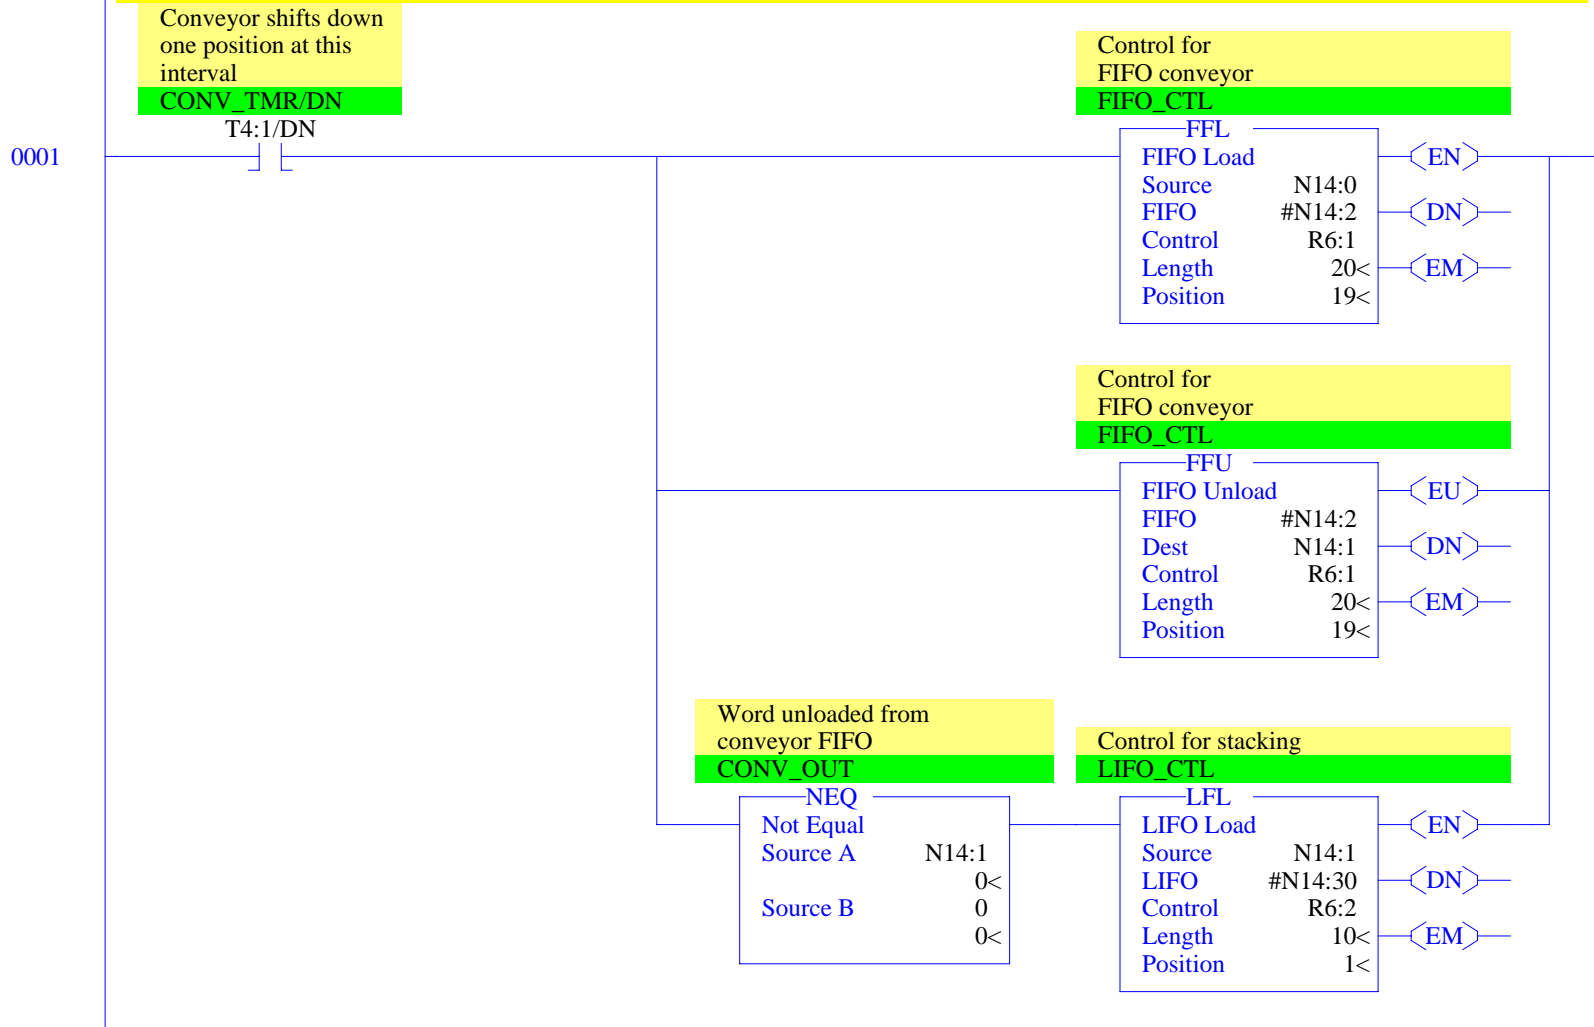 Conveyor shifts down
one position at this
interval
CONV_TMR/DN
T4:1/DN
0001
Control for
FIFO conveyor
FIFO_CTL
FFL
FIFO Load
Source N14:0
FIFO #N14:2
Control R6:1
Length 20<
Position 19<
EN
DN
EM
Control for
FIFO conveyor
FIFO_CTL
FFU
FIFO Unload
FIFO #N14:2
Dest N14:1
Control R6:1
Length 20<
Position 19<
EU
DN
EM
Word unloaded from
conveyor FIFO
CONV_OUT
NEQ
Not Equal
Source A N14:1
0<
Source B 0
0<
Control for stacking
LIFO_CTL
LFL
LIFO Load
Source N14:1
LIFO #N14:30
Control R6:2
Length 10<
Position 1<
EN
DN
EM